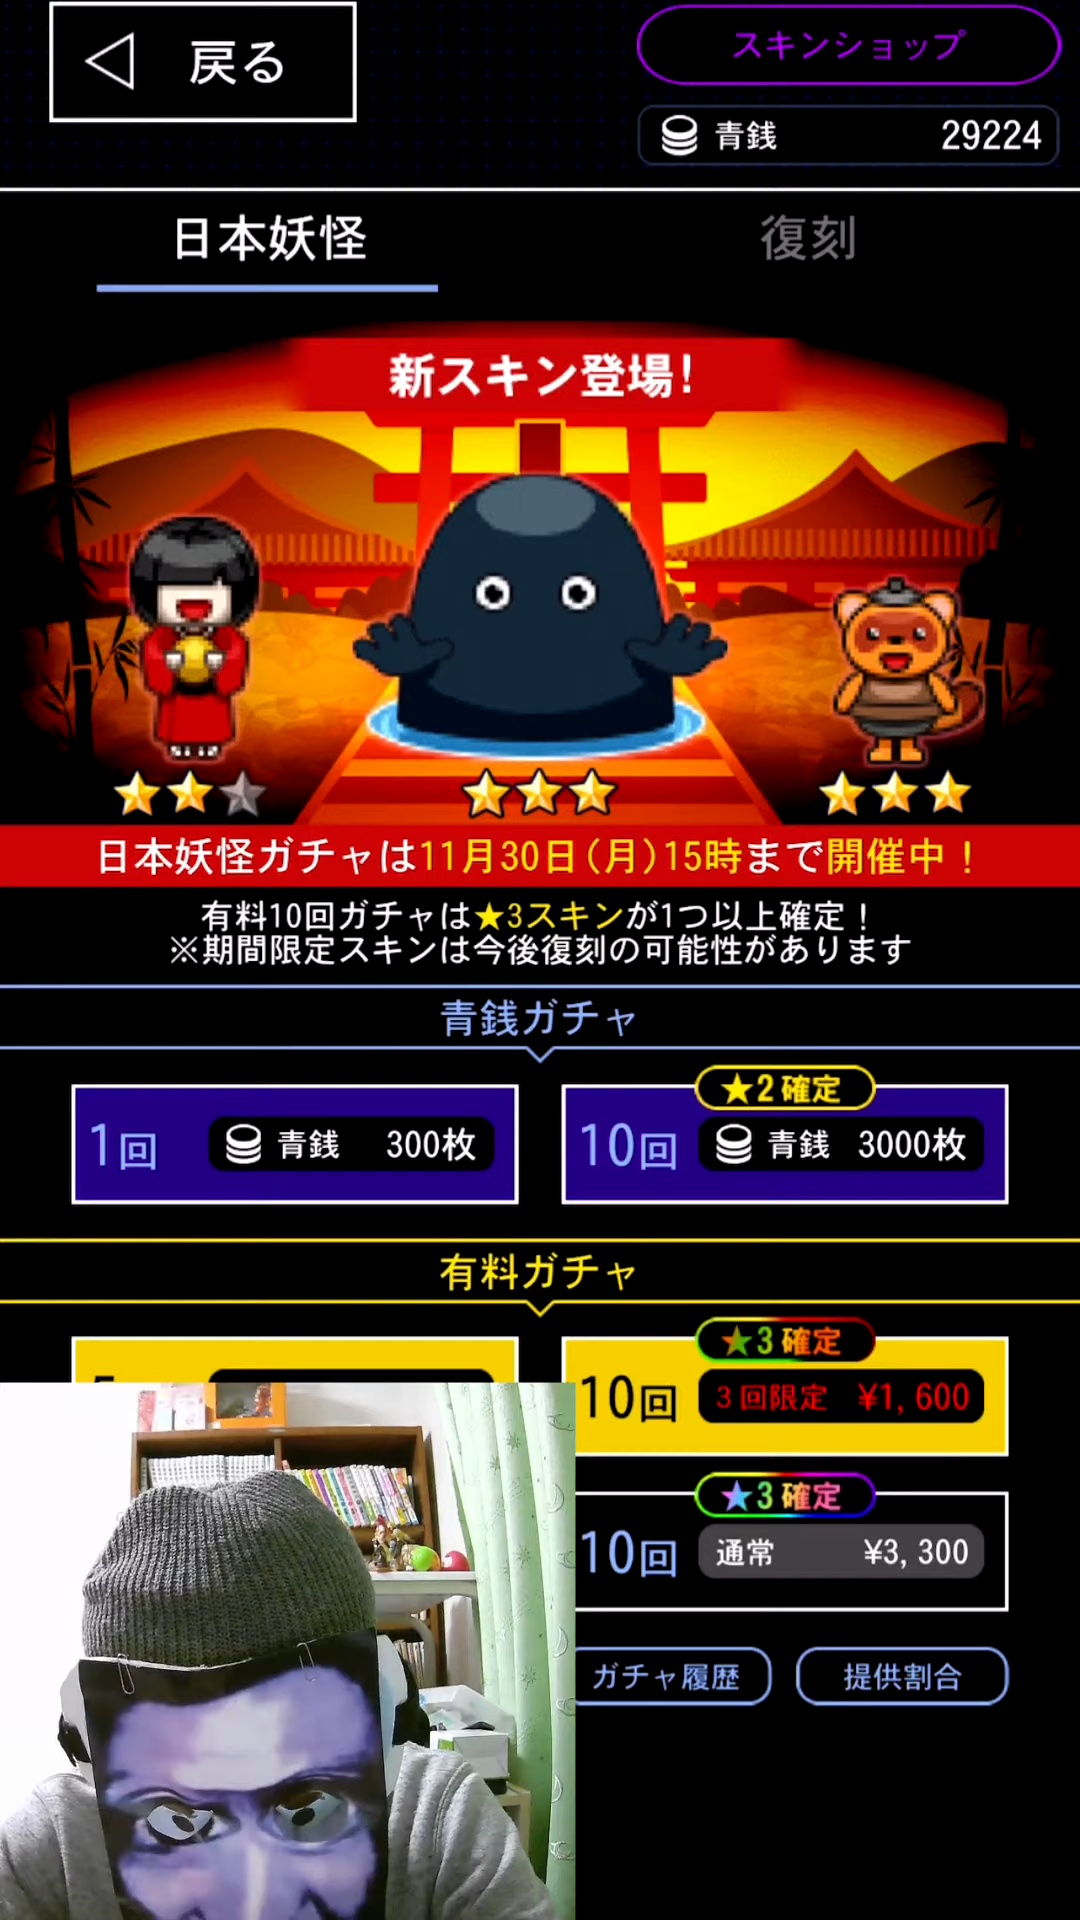 戻る
スキンショップ
青銭 29224
日本妖怪 復刻
新スキン登場!
日本妖怪ガチャは11月30日(月)15時まで開催中！
有料10回ガチャは★3スキンが1つ以上確定！
※期間限定スキンは今後復刻の可能性があります
青銭ガチャ
★2確定
1回 青銭 300枚
10回 青銭 3000枚
有料ガチャ
★3確定
10回 3回限定 ¥1,600
★3確定
10回 通常 ¥3,300
ガチャ履歴 提供割合